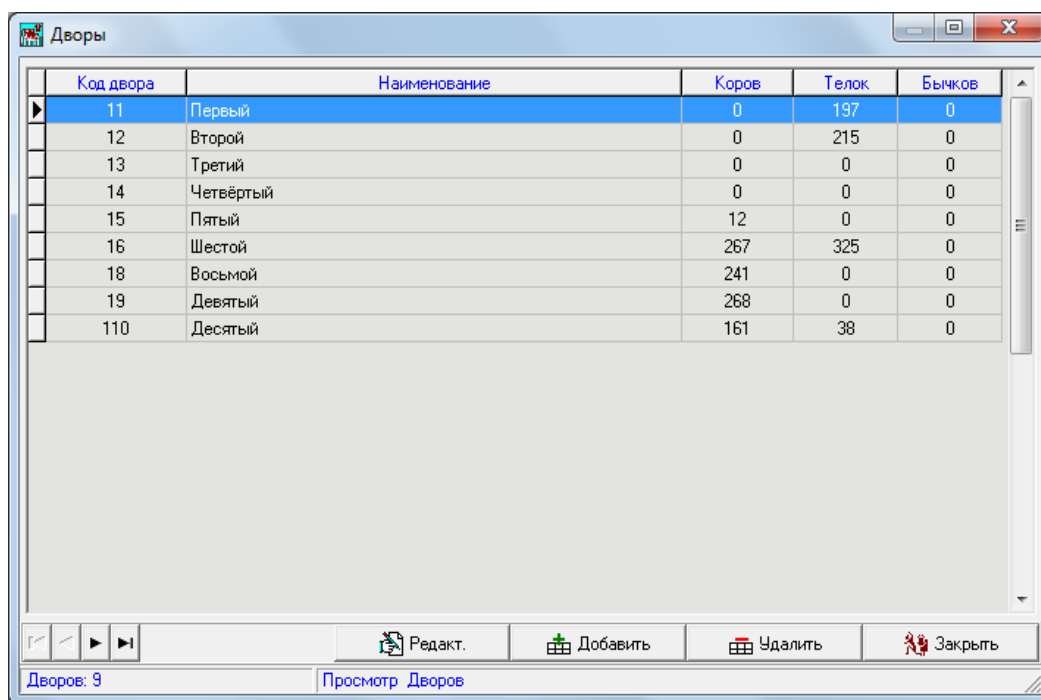 Дворы
Код двора Наименование Коров Телок Бычков
11 Первый 0 197 0
12 Второй 0 215 0
13 Третий 0 0 0
14 Четвёртый 0 0 0
15 Пятый 12 0 0
16 Шестой 267 325 0
18 Восьмой 241 0 0
19 Девятый 268 0 0
110 Десятый 161 38 0
Редакт. Добавить Удалить Закрыть
Дворов: 9 Просмотр Дворов